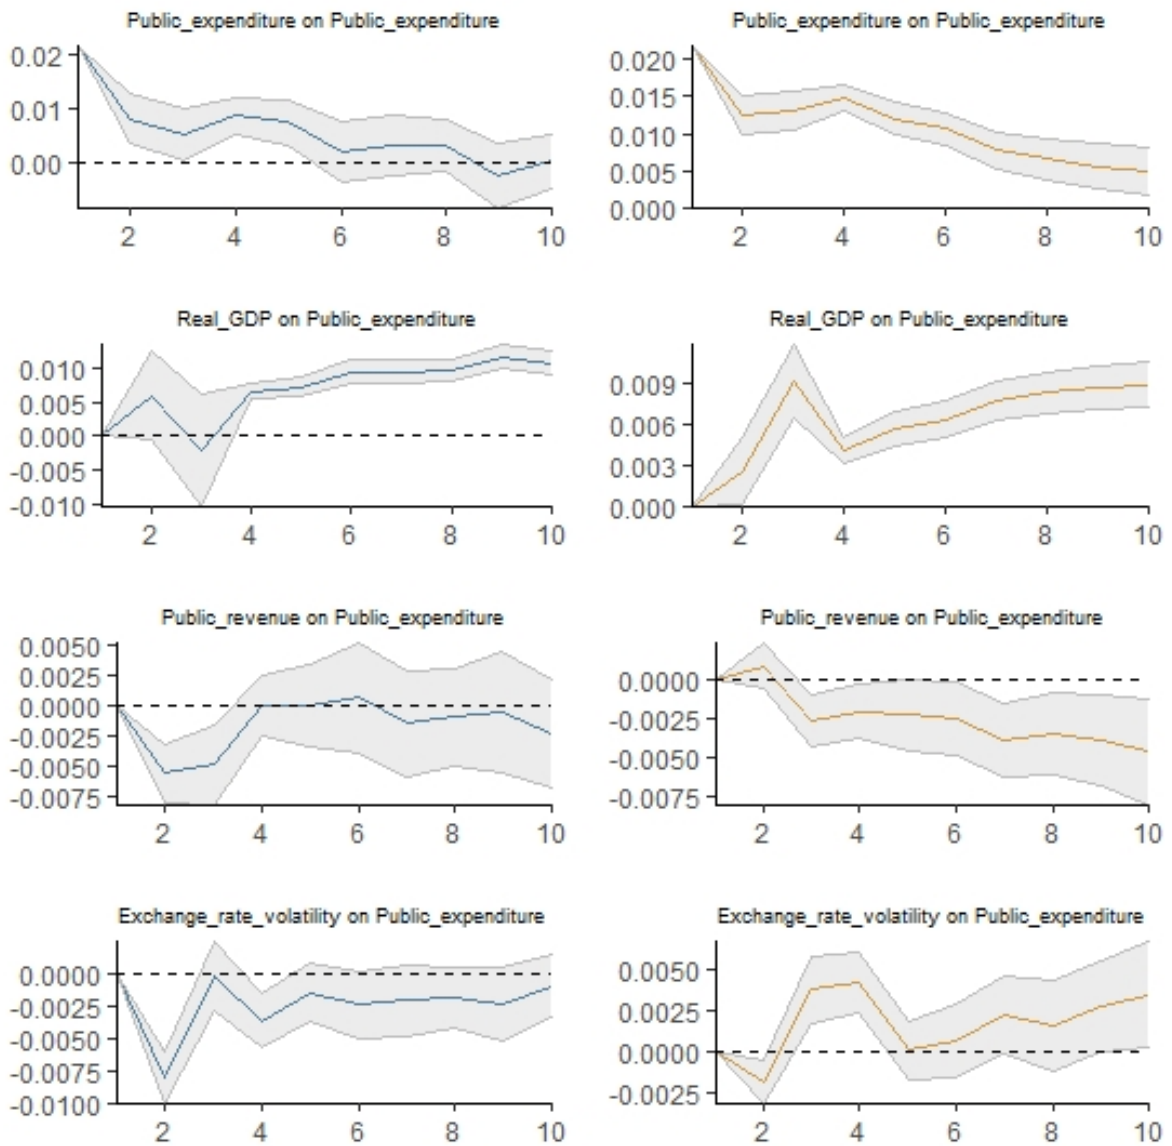 Public_expenditure on Public_expenditure
0.02
0.01
0.00
2 4 6 8 10
Public_expenditure on Public_expenditure
0.020
0.015
0.010
0.005
0.000
2 4 6 8 10
Real_GDP on Public_expenditure
0.010
0.005
0.000
-0.005
-0.010
2 4 6 8 10
Real_GDP on Public_expenditure
0.009
0.006
0.003
0.000
2 4 6 8 10
Public_revenue on Public_expenditure
0.0050
0.0025
0.0000
-0.0025
-0.0050
-0.0075
2 4 6 8 10
Public_revenue on Public_expenditure
0.0000
-0.0025
-0.0050
-0.0075
2 4 6 8 10
Exchange_rate_volatility on Public_expenditure
0.0000
-0.0025
-0.0050
-0.0075
-0.0100
2 4 6 8 10
Exchange_rate_volatility on Public_expenditure
0.0050
0.0025
0.0000
-0.0025
2 4 6 8 10